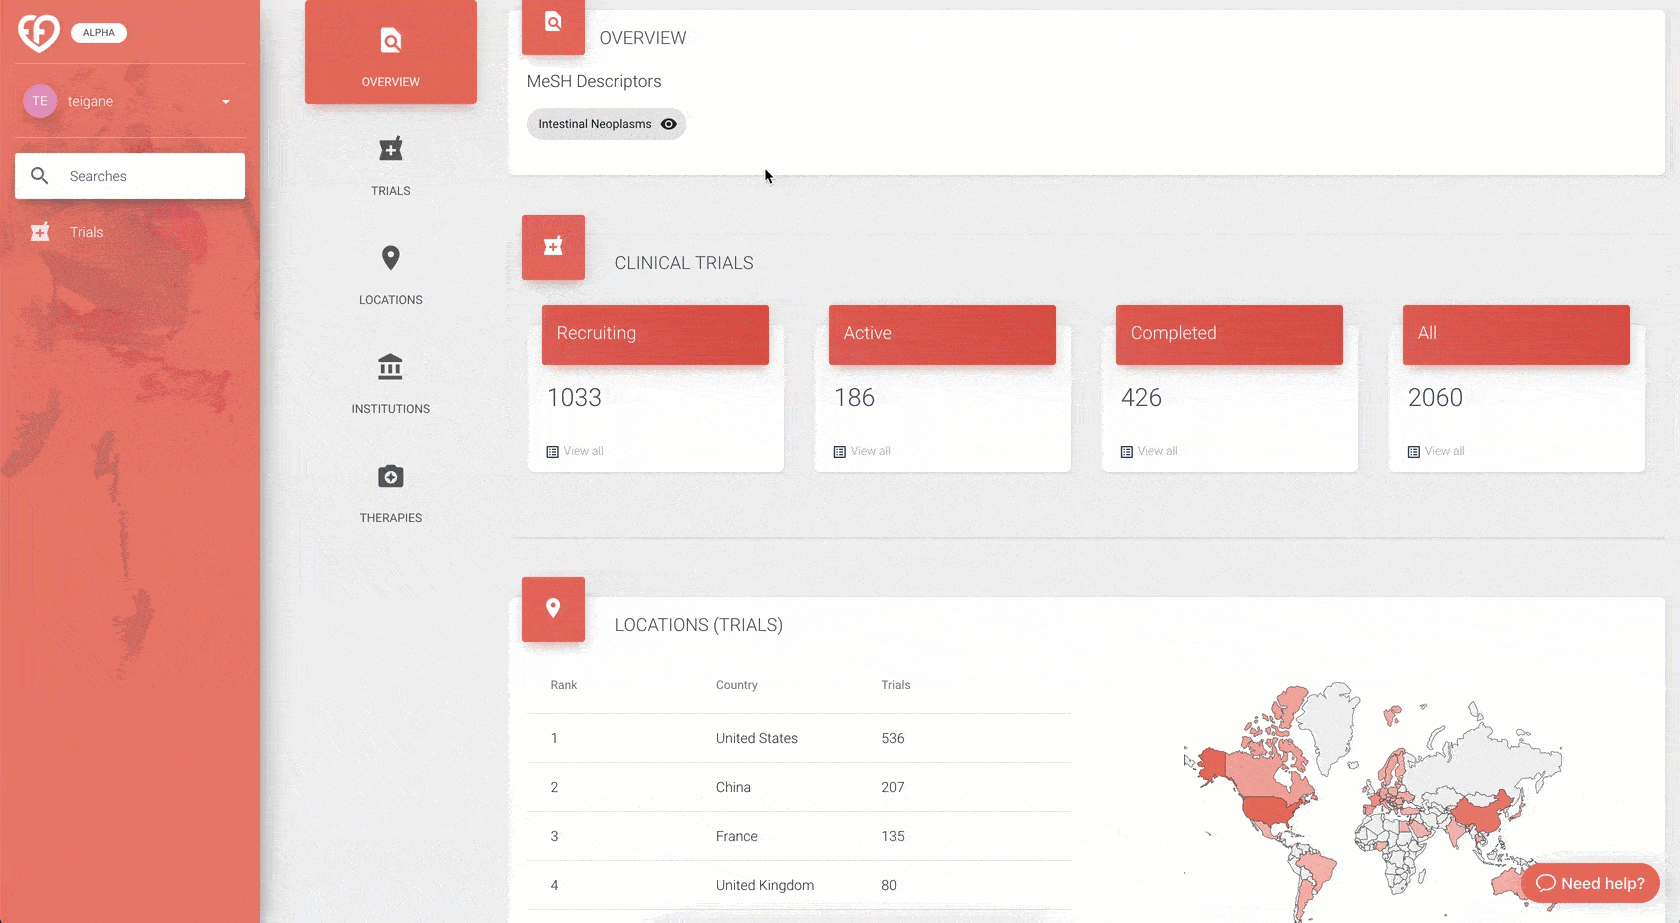 ALPHA
TE teigane
Searches
Trials
OVERVIEW
TRIALS
LOCATIONS
INSTITUTIONS
THERAPIES
OVERVIEW
MeSH Descriptors
Intestinal Neoplasms
CLINICAL TRIALS
Recruiting Active Completed All
1033 186 426 2060
View all View all View all View all
LOCATIONS (TRIALS)
Rank Country Trials
1 United States 536
2 China 207
3 France 135
4 United Kingdom 80
Need help?